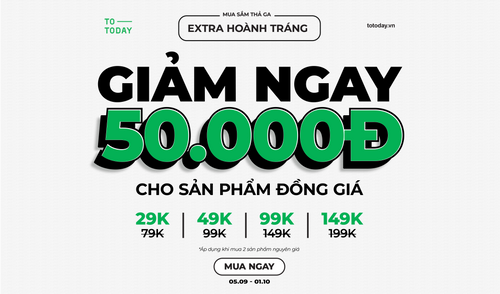 TO
TODAY
MUA SẮM THẢ GA
EXTRA HOÀNH TRÁNG
totoday.vn
GIẢM NGAY
50.000Đ
CHO SẢN PHẨM ĐỒNG GIÁ
29K 49K 99K 149K
79K 99K 149K 199K
*Áp dụng khi mua 2 sản phẩm nguyên giá
MUA NGAY
05.09 - 01.10